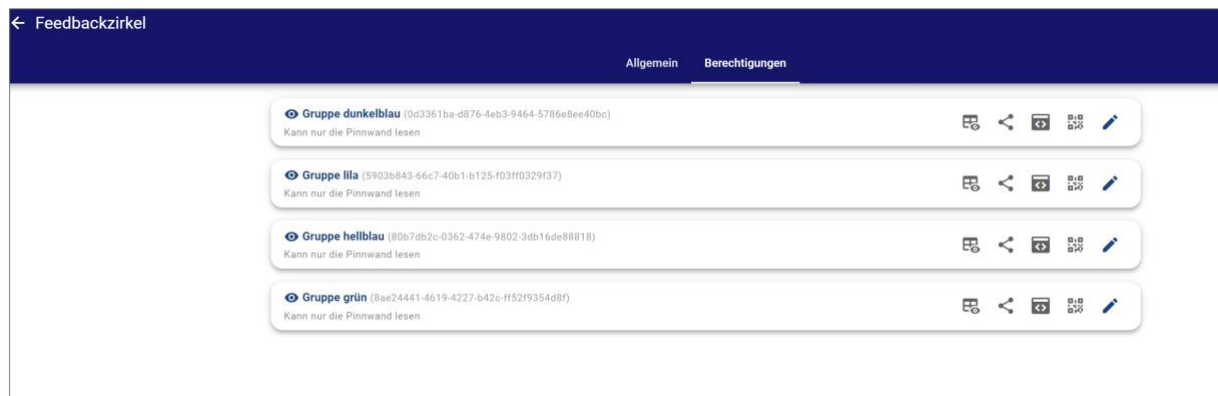 Feedbackzirkel
Allgemein Berechtigungen
Gruppe dunkelblau (0d3361ba-d876-4eb3-9464-5786e8ee40bc)
Kann nur die Pinnwand lesen
Gruppe lila (5903b843-66c7-40b1-b125-f03ff0329f37)
Kann nur die Pinnwand lesen
Gruppe hellblau (80b7db2c-0362-474e-9802-3db16de88818)
Kann nur die Pinnwand lesen
Gruppe grün (8ae24441-4619-4227-b42c-ff52f9354d8f)
Kann nur die Pinnwand lesen